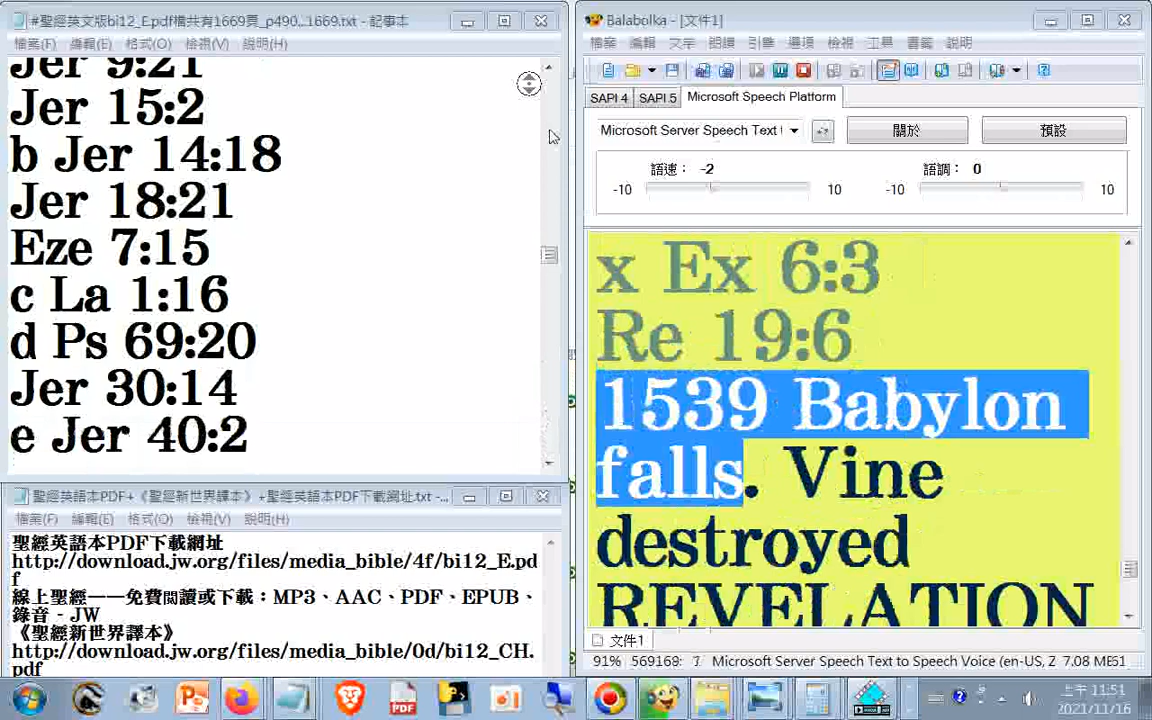 #聖經英文版bi12_E.pdf檔共有1669頁_p490,..1669.txt - 記事本
檔案(F) 編輯(E) 格式(O) 檢視(V) 說明(H)
Jer 9:21
Jer 15:2
b Jer 14:18
Jer 18:21
Eze 7:15
c La 1:16
d Ps 69:20
Jer 30:14
e Jer 40:2
聖經英語本PDF+《聖經新世界譯本》+聖經英語本PDF下載網址.txt -...
檔案(F) 編輯(E) 格式(O) 檢視(V) 說明(H)
聖經英語本PDF下載網址
http://download.jw.org/files/media_bible/4f/bi12_E.pd
f
線上聖經——免費閱讀或下載：MP3、AAC、PDF、EPUB、
錄音 - JW
《聖經新世界譯本》
http://download.jw.org/files/media_bible/0d/bi12_CH.
pdf
Balabolka - [文件1]
檔案 編輯 文字 朗讀 引擎 選項 檢視 工具 書籤 說明
SAPI 4 SAPI 5 Microsoft Speech Platform
Microsoft Server Speech Text 關於 預設
語速： -2 語調： 0
-10 10 -10 10
x Ex 6:3
Re 19:6
1539 Babylon
falls. Vine
destroyed
REVELATION
文件1
91% 569169: Microsoft Server Speech Text to Speech Voice (en-US, Z 7.08 ME51
PDF
上午 11:51
2021/11/16